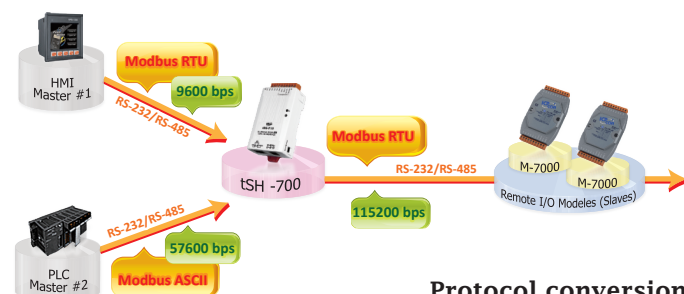 Modbus RTU
9600 bps
HMI
Master #1
RS-232/RS-485
Modbus RTU
RS-232/RS-485
tSH -700
115200 bps
M-7000
M-7000
Remote I/O Modeles (Slaves)
RS-232/RS-485
57600 bps
PLC
Master #2
Modbus ASCII
Protocol conversion